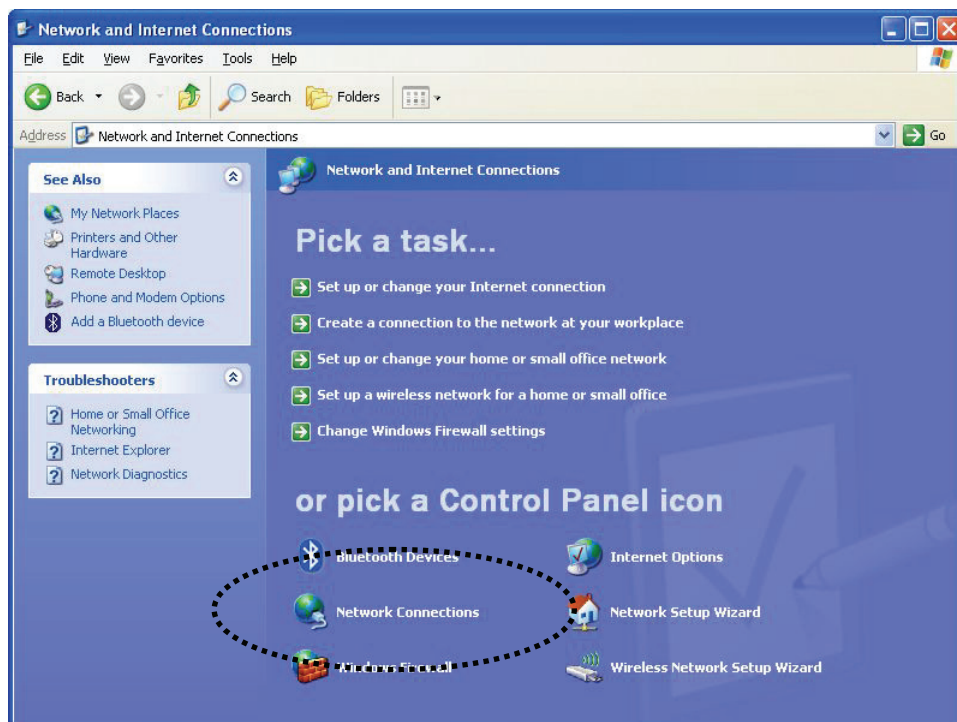 Network and Internet Connections
File Edit View Favorites Tools Help
Back Search Folders
Address Network and Internet Connections Go
See Also
My Network Places
Printers and Other
Hardware
Remote Desktop
Phone and Modem Options
Add a Bluetooth device
Troubleshooters
Home or Small Office
Networking
Internet Explorer
Network Diagnostics
Network and Internet Connections
Pick a task...
Set up or change your Internet connection
Create a connection to the network at your workplace
Set up or change your home or small office network
Set up a wireless network for a home or small office
Change Windows Firewall settings
or pick a Control Panel icon
Bluetooth Devices Internet Options
Network Connections Network Setup Wizard
Windows Firewall Wireless Network Setup Wizard